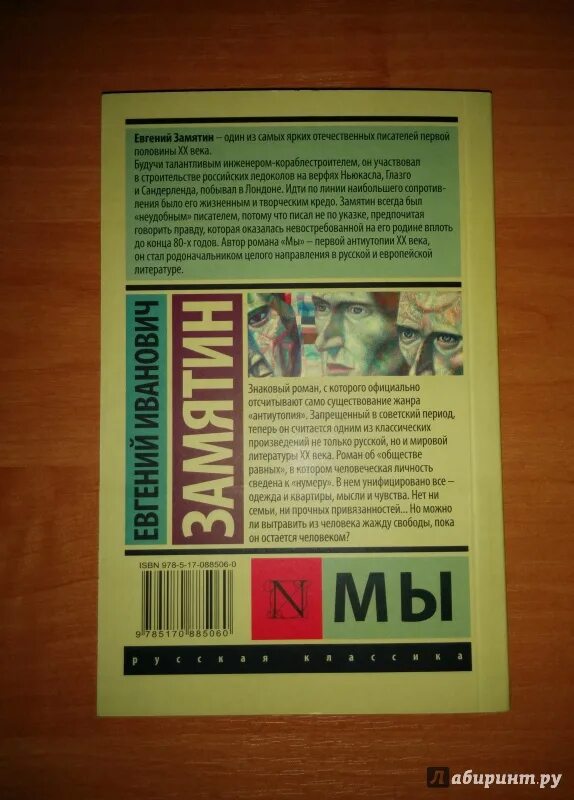 Евгений Замятин – один из самых ярких отечественных писателей первой
половины XX века.
Будучи талантливым инженером-кораблестроителем, он участвовал
в строительстве российских ледоколов на верфях Ньюкасла, Глазго
и Сандерленда, побывал в Лондоне. Идти по линии наибольшего сопротив-
ления было его жизненным и творческим кредо. Замятин всегда был
«неудобным» писателем, потому что писал не по указке, предпочитая
говорить правду, которая оказалась невостребованной на его родине вплоть
до конца 80-х годов. Автор романа «Мы» – первой антиутопии XX века,
он стал родоначальником целого направления в русской и европейской
литературе.
ЕВГЕНИЙ ИВАНОВИЧ
ЗАМЯТИН
Знаковый роман, с которого официально
отсчитывают само существование жанра
«антиутопия». Запрещенный в советский период,
теперь он считается одним из классических
произведений не только русской, но и мировой
литературы XX века. Роман об «обществе
равных», в котором человеческая личность
сведена к «нумеру». В нем унифицировано все –
одежда и квартиры, мысли и чувства. Нет ни
семьи, ни прочных привязанностей... Но можно
ли вытравить из человека жажду свободы, пока
он остается человеком?
ISBN 978-5-17-088506-0
9 785170 885060
N
МЫ
русская классика
Лабиринт.ру